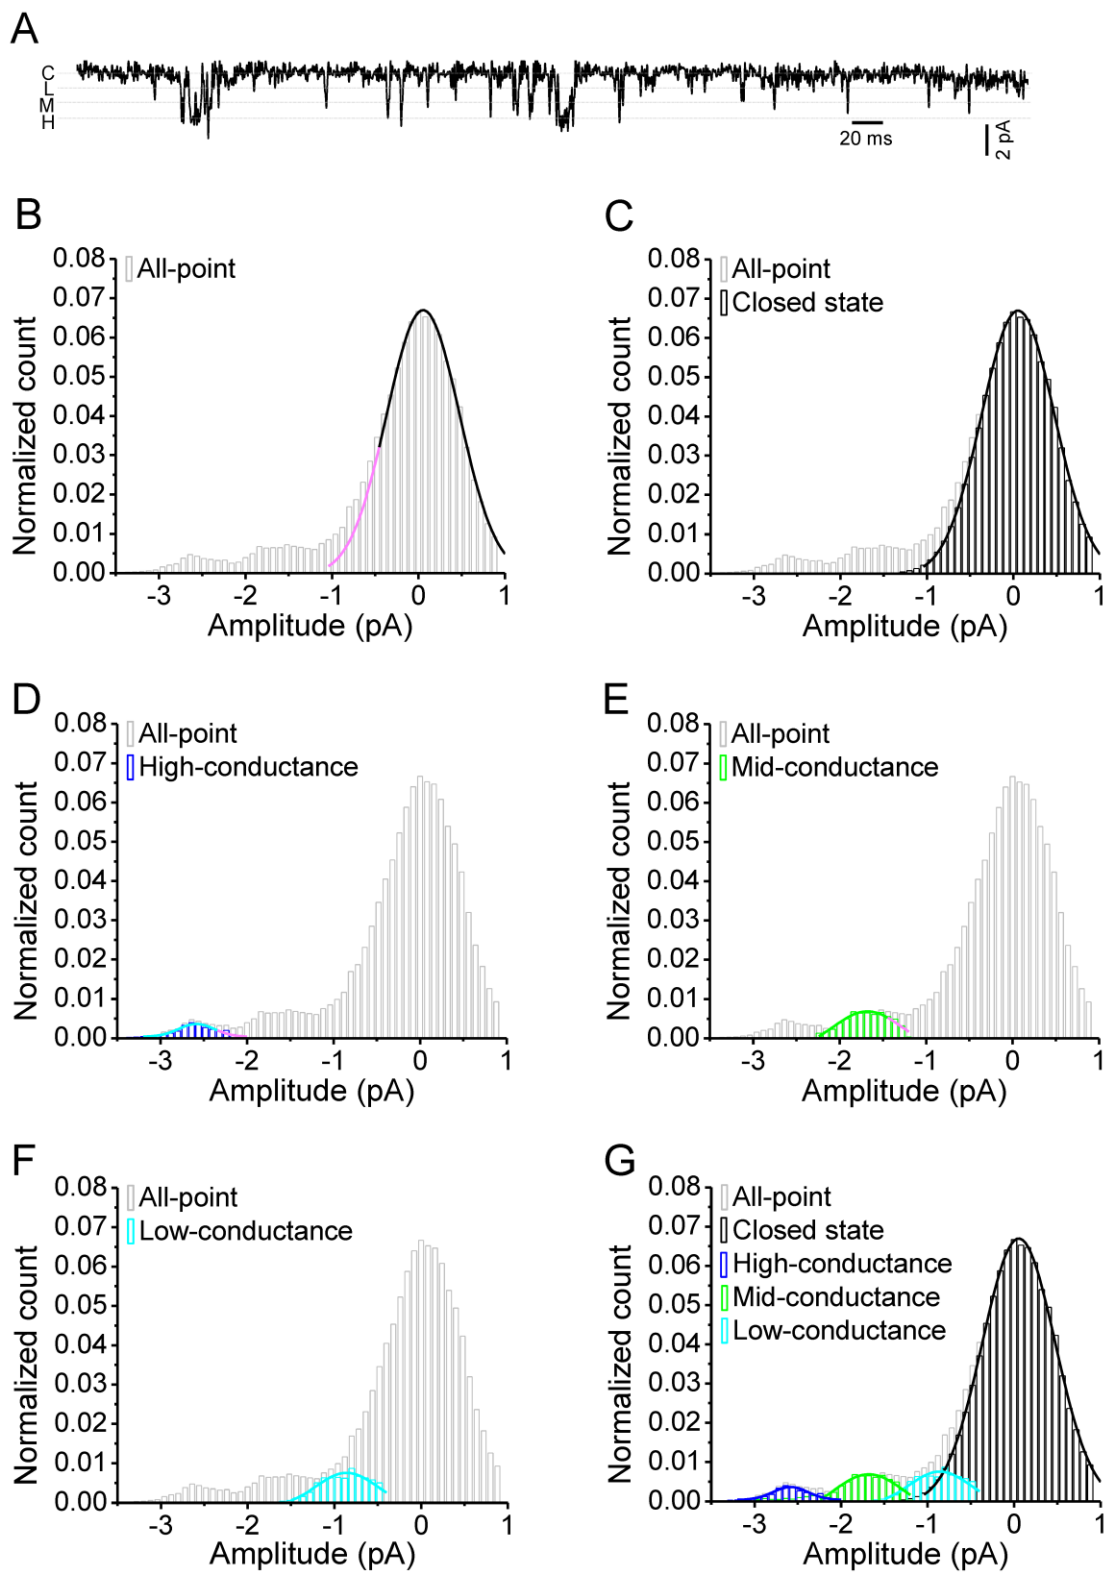 A
C
L
M
H
20 ms
2 pA
B
All-point
0.08
0.07
0.06
0.05
0.04
0.03
0.02
0.01
0.00
Normalized count
-3 -2 -1 0 1
Amplitude (pA)
C
All-point
Closed state
0.08
0.07
0.06
0.05
0.04
0.03
0.02
0.01
0.00
Normalized count
-3 -2 -1 0 1
Amplitude (pA)
D
All-point
High-conductance
0.08
0.07
0.06
0.05
0.04
0.03
0.02
0.01
0.00
Normalized count
-3 -2 -1 0 1
Amplitude (pA)
E
All-point
Mid-conductance
0.08
0.07
0.06
0.05
0.04
0.03
0.02
0.01
0.00
Normalized count
-3 -2 -1 0 1
Amplitude (pA)
F
All-point
Low-conductance
0.08
0.07
0.06
0.05
0.04
0.03
0.02
0.01
0.00
Normalized count
-3 -2 -1 0 1
Amplitude (pA)
G
All-point
Closed state
High-conductance
Mid-conductance
Low-conductance
0.08
0.07
0.06
0.05
0.04
0.03
0.02
0.01
0.00
Normalized count
-3 -2 -1 0 1
Amplitude (pA)